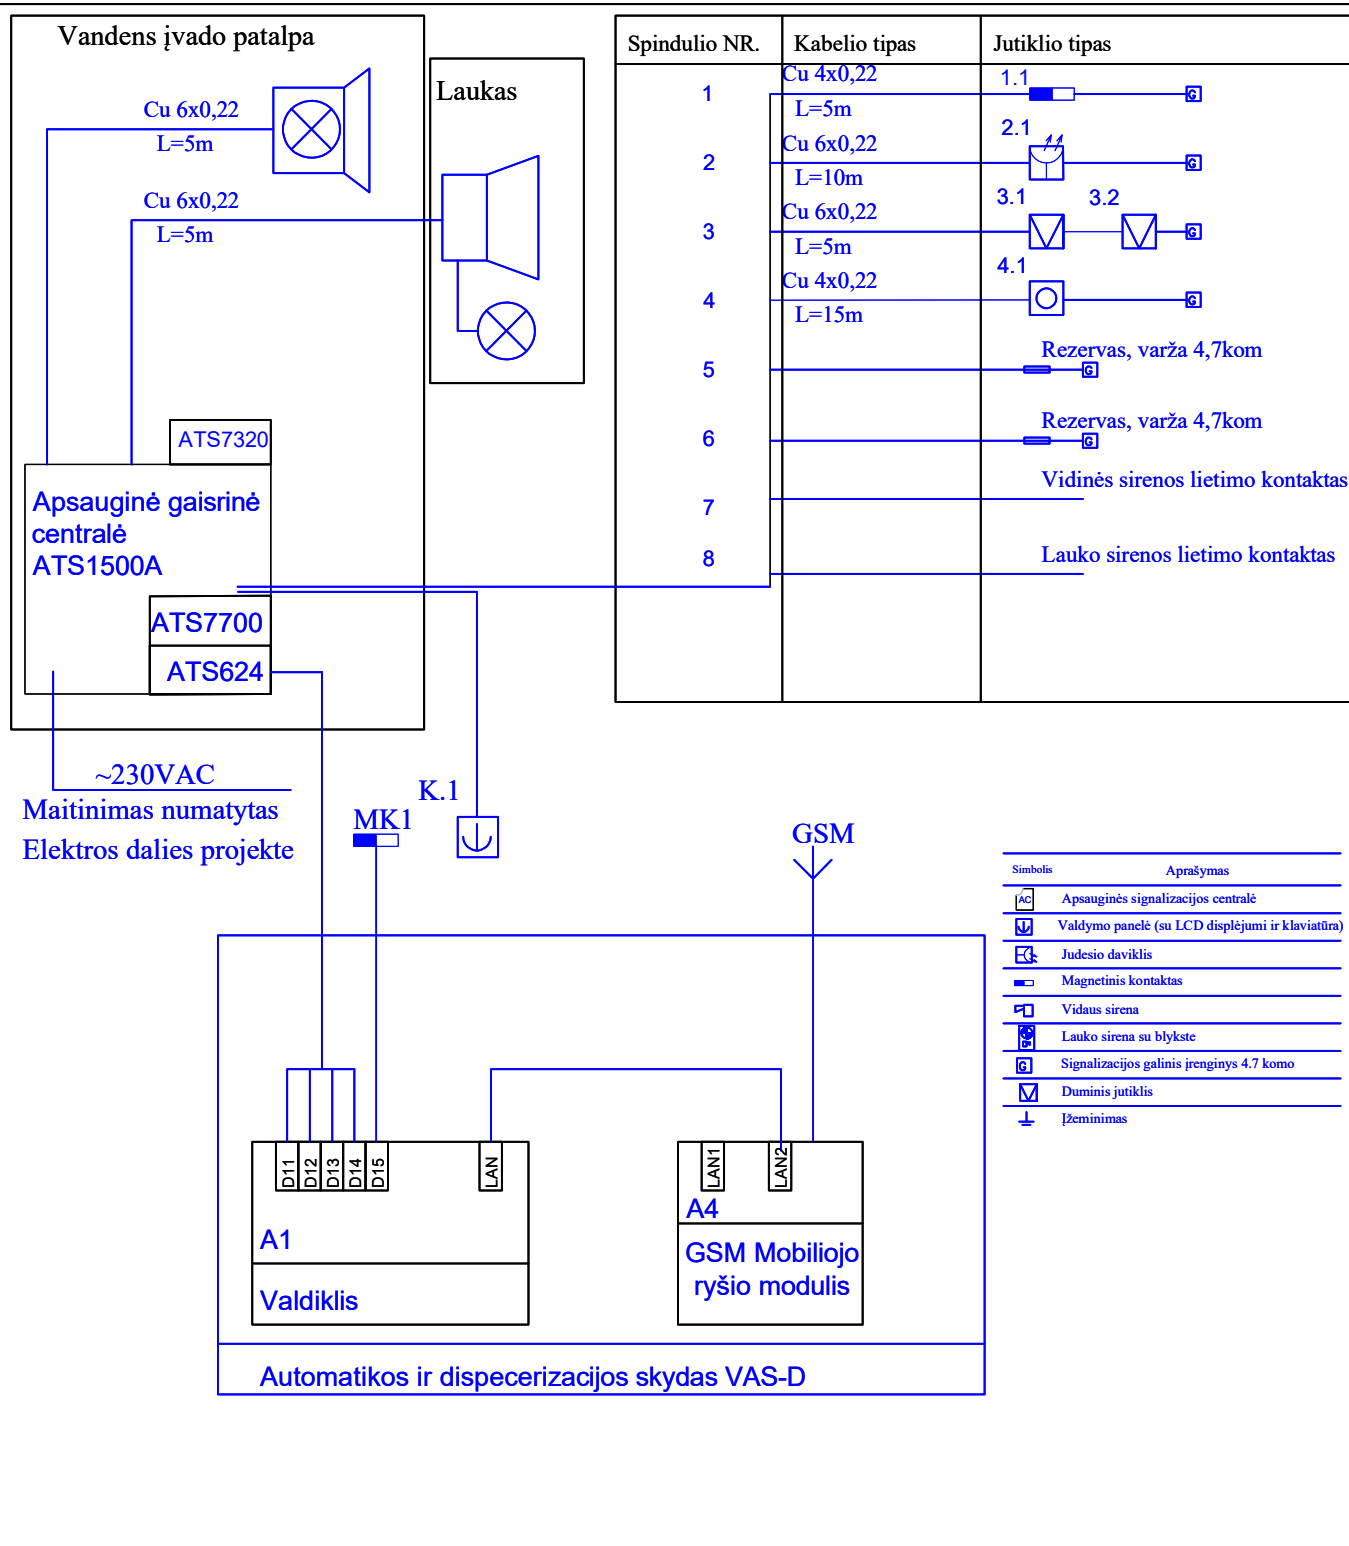 Vandens įvado patalpa
Cu 6x0,22
L=5m
Cu 6x0,22
L=5m
Laukas
ATS7320
Apsauginė gaisrinė
centralė
ATS1500A
ATS7700
ATS624
~230VAC
Maitinimas numatytas
Elektros dalies projekte
Spindulio NR. Kabelio tipas Jutiklio tipas
1 Cu 4x0,22 L=5m 1.1 G
2 Cu 6x0,22 L=10m 2.1 G
3 Cu 6x0,22 L=5m 3.1 3.2 G
4 Cu 4x0,22 L=15m 4.1 G
5 Rezervas, varža 4,7kom G
6 Rezervas, varža 4,7kom G
7 Vidinės sirenos lietimo kontaktas
8 Lauko sirenos lietimo kontaktas
K.1
MK1
GSM
D11 D12 D13 D14 D15 LAN
A1
Valdiklis
LAN1 LAN2
A4
GSM Mobiliojo
ryšio modulis
Automatikos ir dispecerizacijos skydas VAS-D
Simbolis Aprašymas
AC Apsauginės signalizacijos centralė
Valdymo panelė (su LCD displėjumi ir klaviatūra)
Judesio daviklis
Magnetinis kontaktas
Vidaus sirena
Lauko sirena su blykste
G Signalizacijos galinis įrenginys 4.7 komo
Duminis jutiklis
Įžeminimas